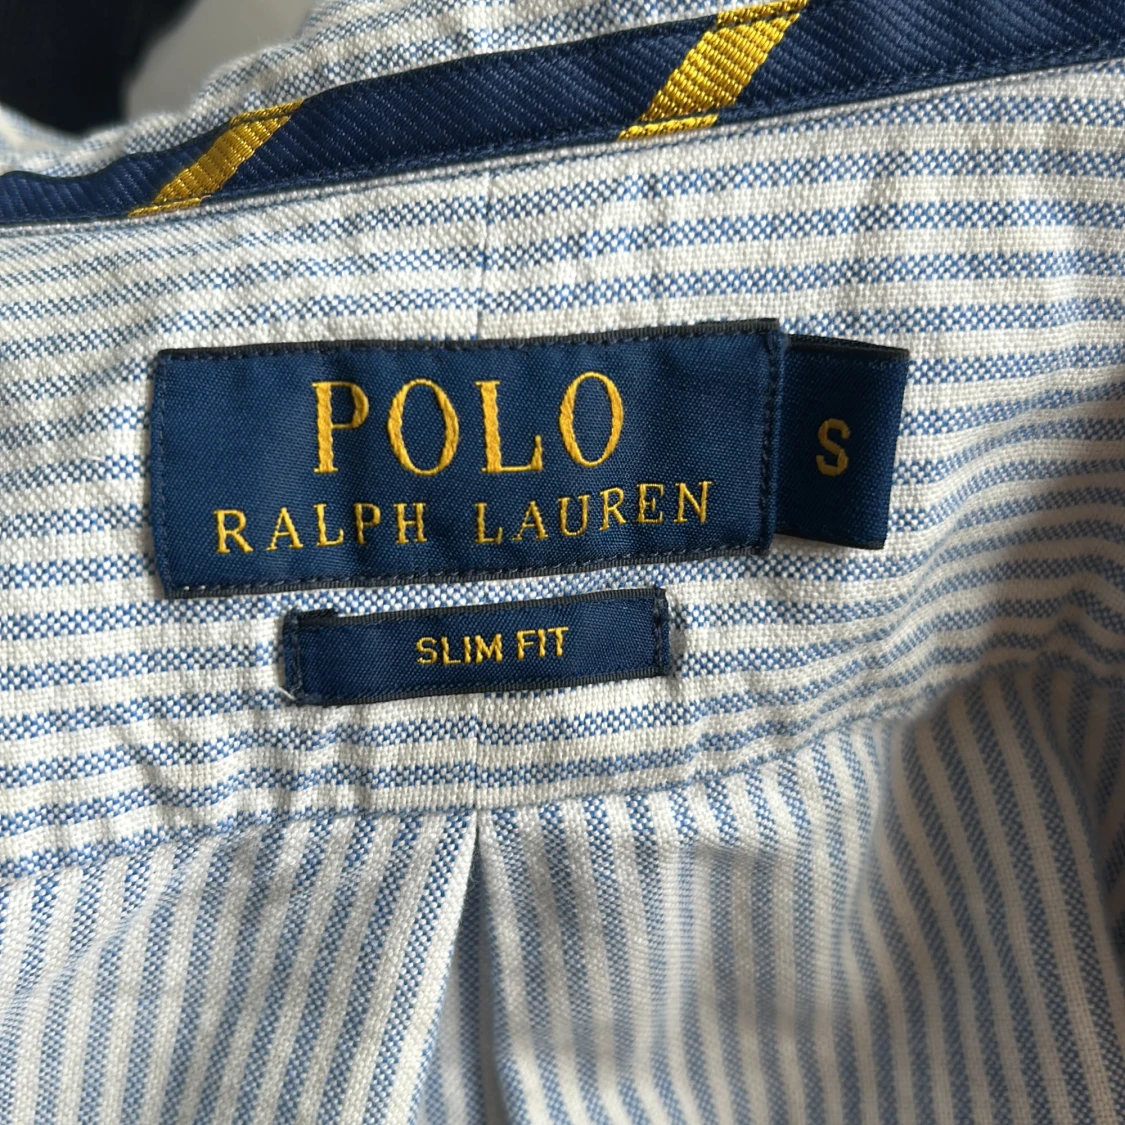 POLO
RALPH LAUREN
S
SLIM FIT